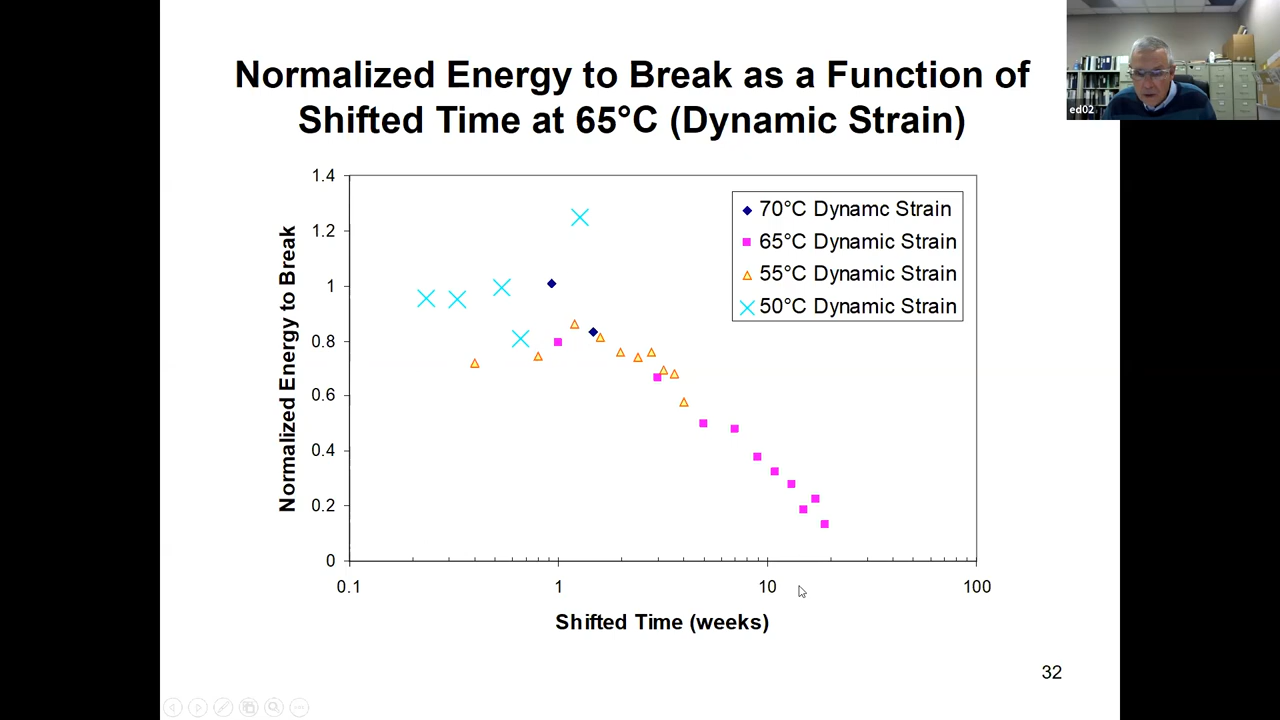 Normalized Energy to Break as a Function of
Shifted Time at 65°C (Dynamic Strain)
ed02
1.4
1.2
1
0.8
0.6
0.4
0.2
0
Normalized Energy to Break
70°C Dynamc Strain
65°C Dynamic Strain
55°C Dynamic Strain
50°C Dynamic Strain
0.1 1 10 100
Shifted Time (weeks)
32